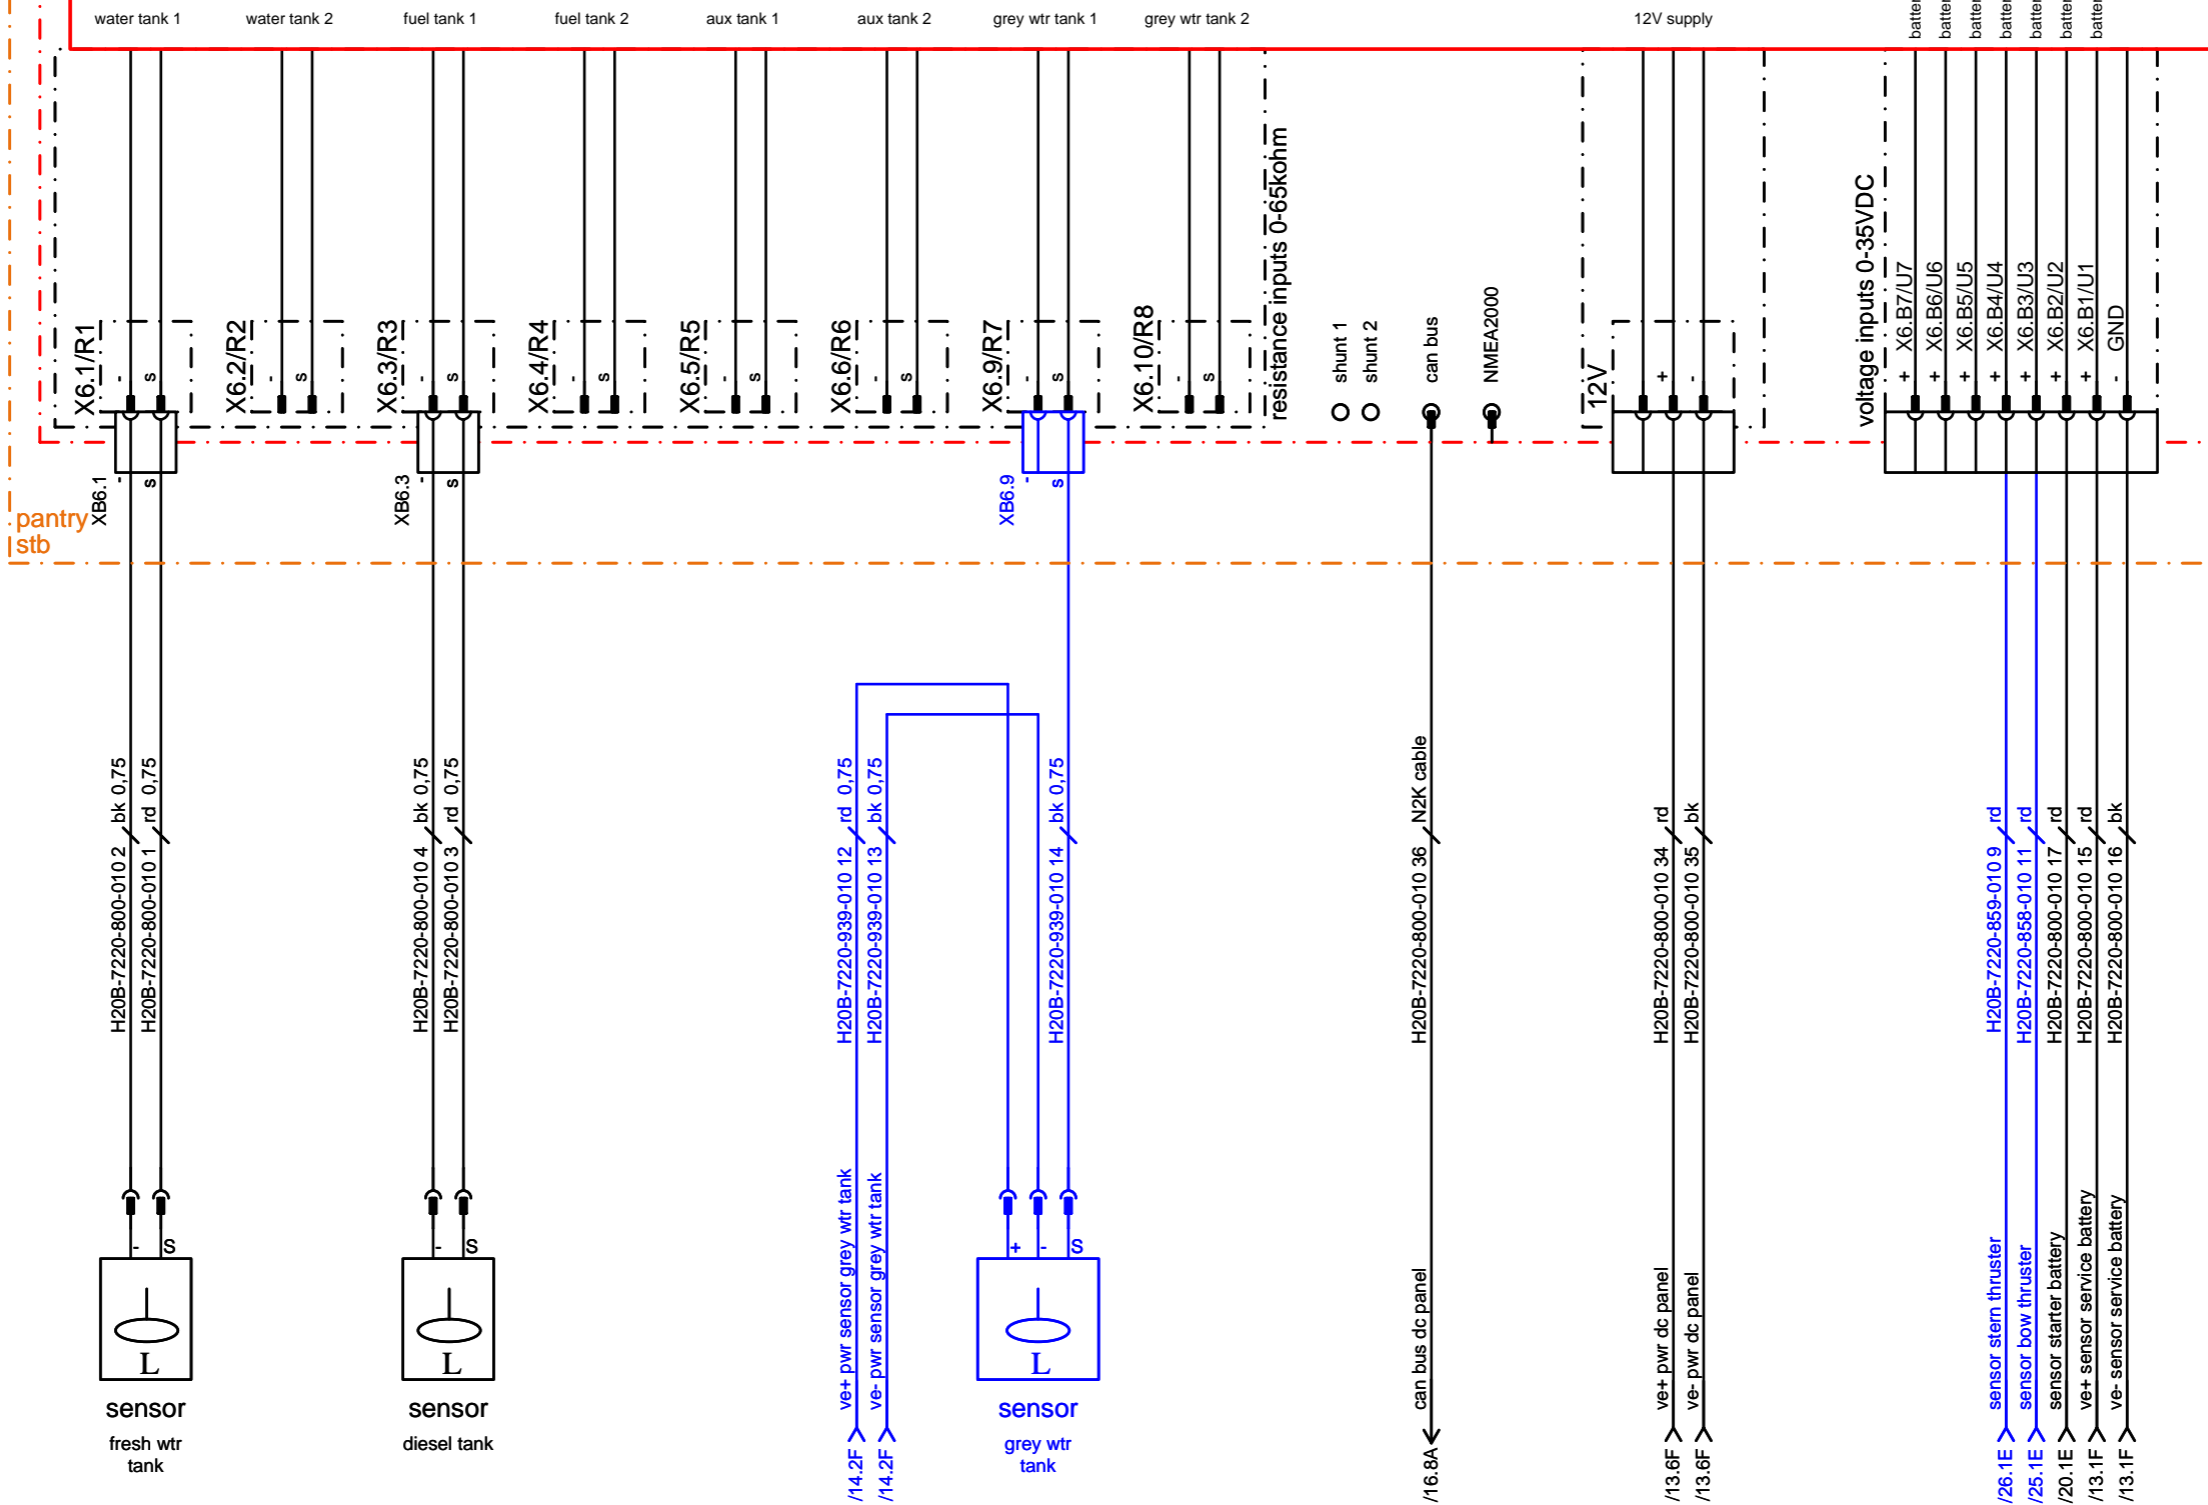 water tank 1
water tank 2
fuel tank 1
fuel tank 2
aux tank 1
aux tank 2
grey wtr tank 1
grey wtr tank 2
12V supply
batter
batter
batter
batter
batter
batter
batter
X6.1/R1
- s
X6.2/R2
- s
X6.3/R3
- s
X6.4/R4
- s
X6.5/R5
- s
X6.6/R6
- s
X6.9/R7
- s
X6.10/R8
- s
resistance inputs 0-65kohm
shunt 1
shunt 2
can bus
NMEA2000
12V
+ -
voltage inputs 0-35VDC
+ X6.B7/U7
+ X6.B6/U6
+ X6.B5/U5
+ X6.B4/U4
+ X6.B3/U3
+ X6.B2/U2
+ X6.B1/U1
- GND
pantry
stb
XB6.1
- s
XB6.3
- s
XB6.9
- s
H20B-7220-800-010 2 bk 0,75
H20B-7220-800-010 1 rd 0,75
H20B-7220-800-010 4 bk 0,75
H20B-7220-800-010 3 rd 0,75
H20B-7220-939-010 12 rd 0,75
H20B-7220-939-010 13 bk 0,75
H20B-7220-939-010 14 bk 0,75
H20B-7220-800-010 36 N2K cable
H20B-7220-800-010 34 rd
H20B-7220-800-010 35 bk
H20B-7220-859-010 9 rd
H20B-7220-858-010 11 rd
H20B-7220-800-010 17 rd
H20B-7220-800-010 15 rd
H20B-7220-800-010 16 bk
- S
L
sensor
fresh wtr
tank
- S
L
sensor
diesel tank
/14.2F ve+ pwr sensor grey wtr tank
/14.2F ve- pwr sensor grey wtr tank
+ - S
L
sensor
grey wtr
tank
/16.8A can bus dc panel
/13.6F ve+ pwr dc panel
/13.6F ve- pwr dc panel
/26.1E sensor stern thruster
/25.1E sensor bow thruster
/20.1E sensor starter battery
/13.1F ve+ sensor service battery
/13.1F ve- sensor service battery